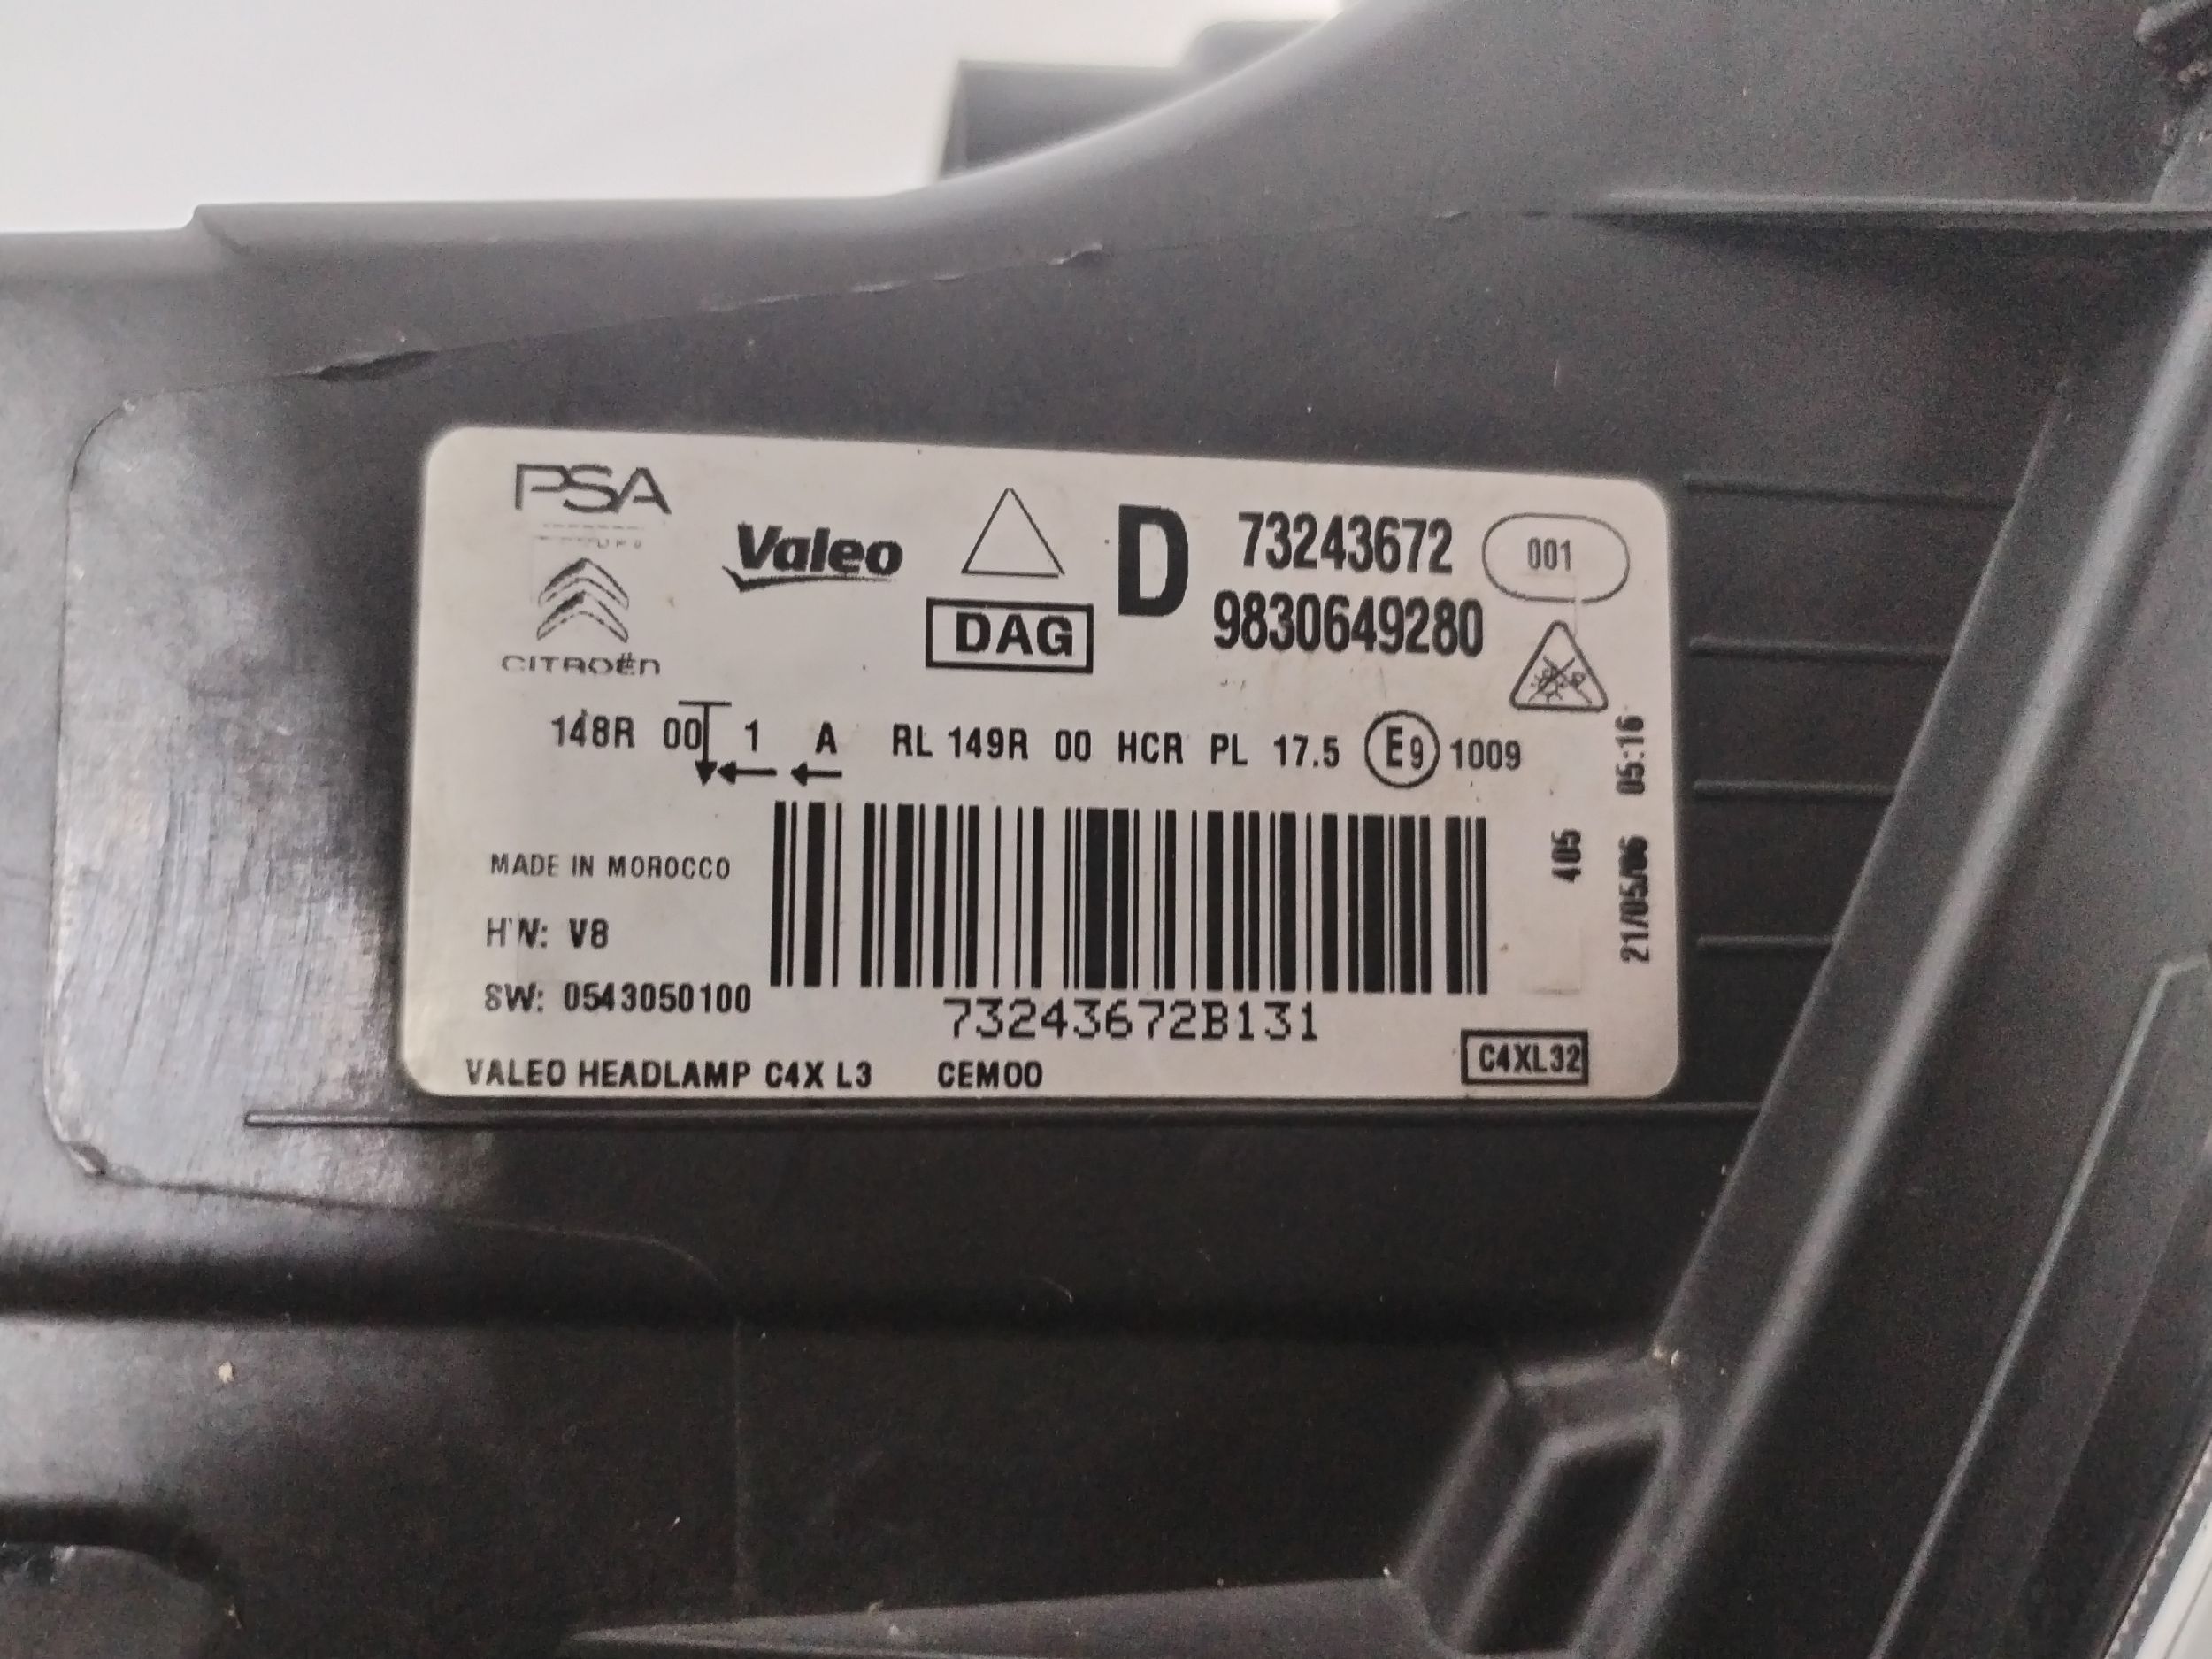 PSA
CITROËN
Valeo
DAG
D
73243672
001
9830649280
148R 00 1 A RL 149R 00 HCR PL 17.5 E9 1009
MADE IN MOROCCO
HW: V8
SW: 0543050100
73243672B131
405
21/05/06 05:16
VALEO HEADLAMP C4X L3 CEM00
C4XL32